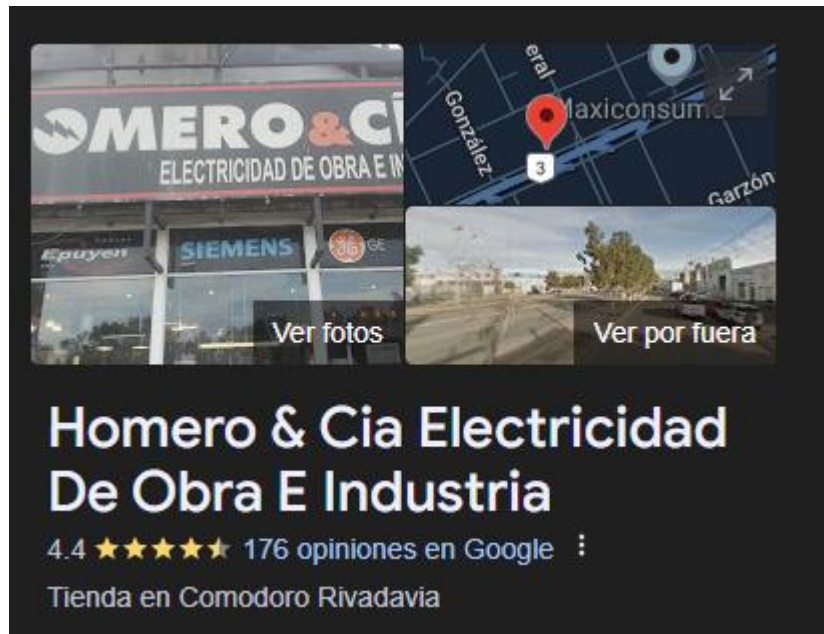 OMERO&CÍ
ELECTRICIDAD DE OBRA E IN
Epuyen
SIEMENS
GE
Ver fotos
eral
González
Maxiconsumo
3
Garzón
Ver por fuera
Homero & Cia Electricidad
De Obra E Industria
4.4 176 opiniones en Google
Tienda en Comodoro Rivadavia